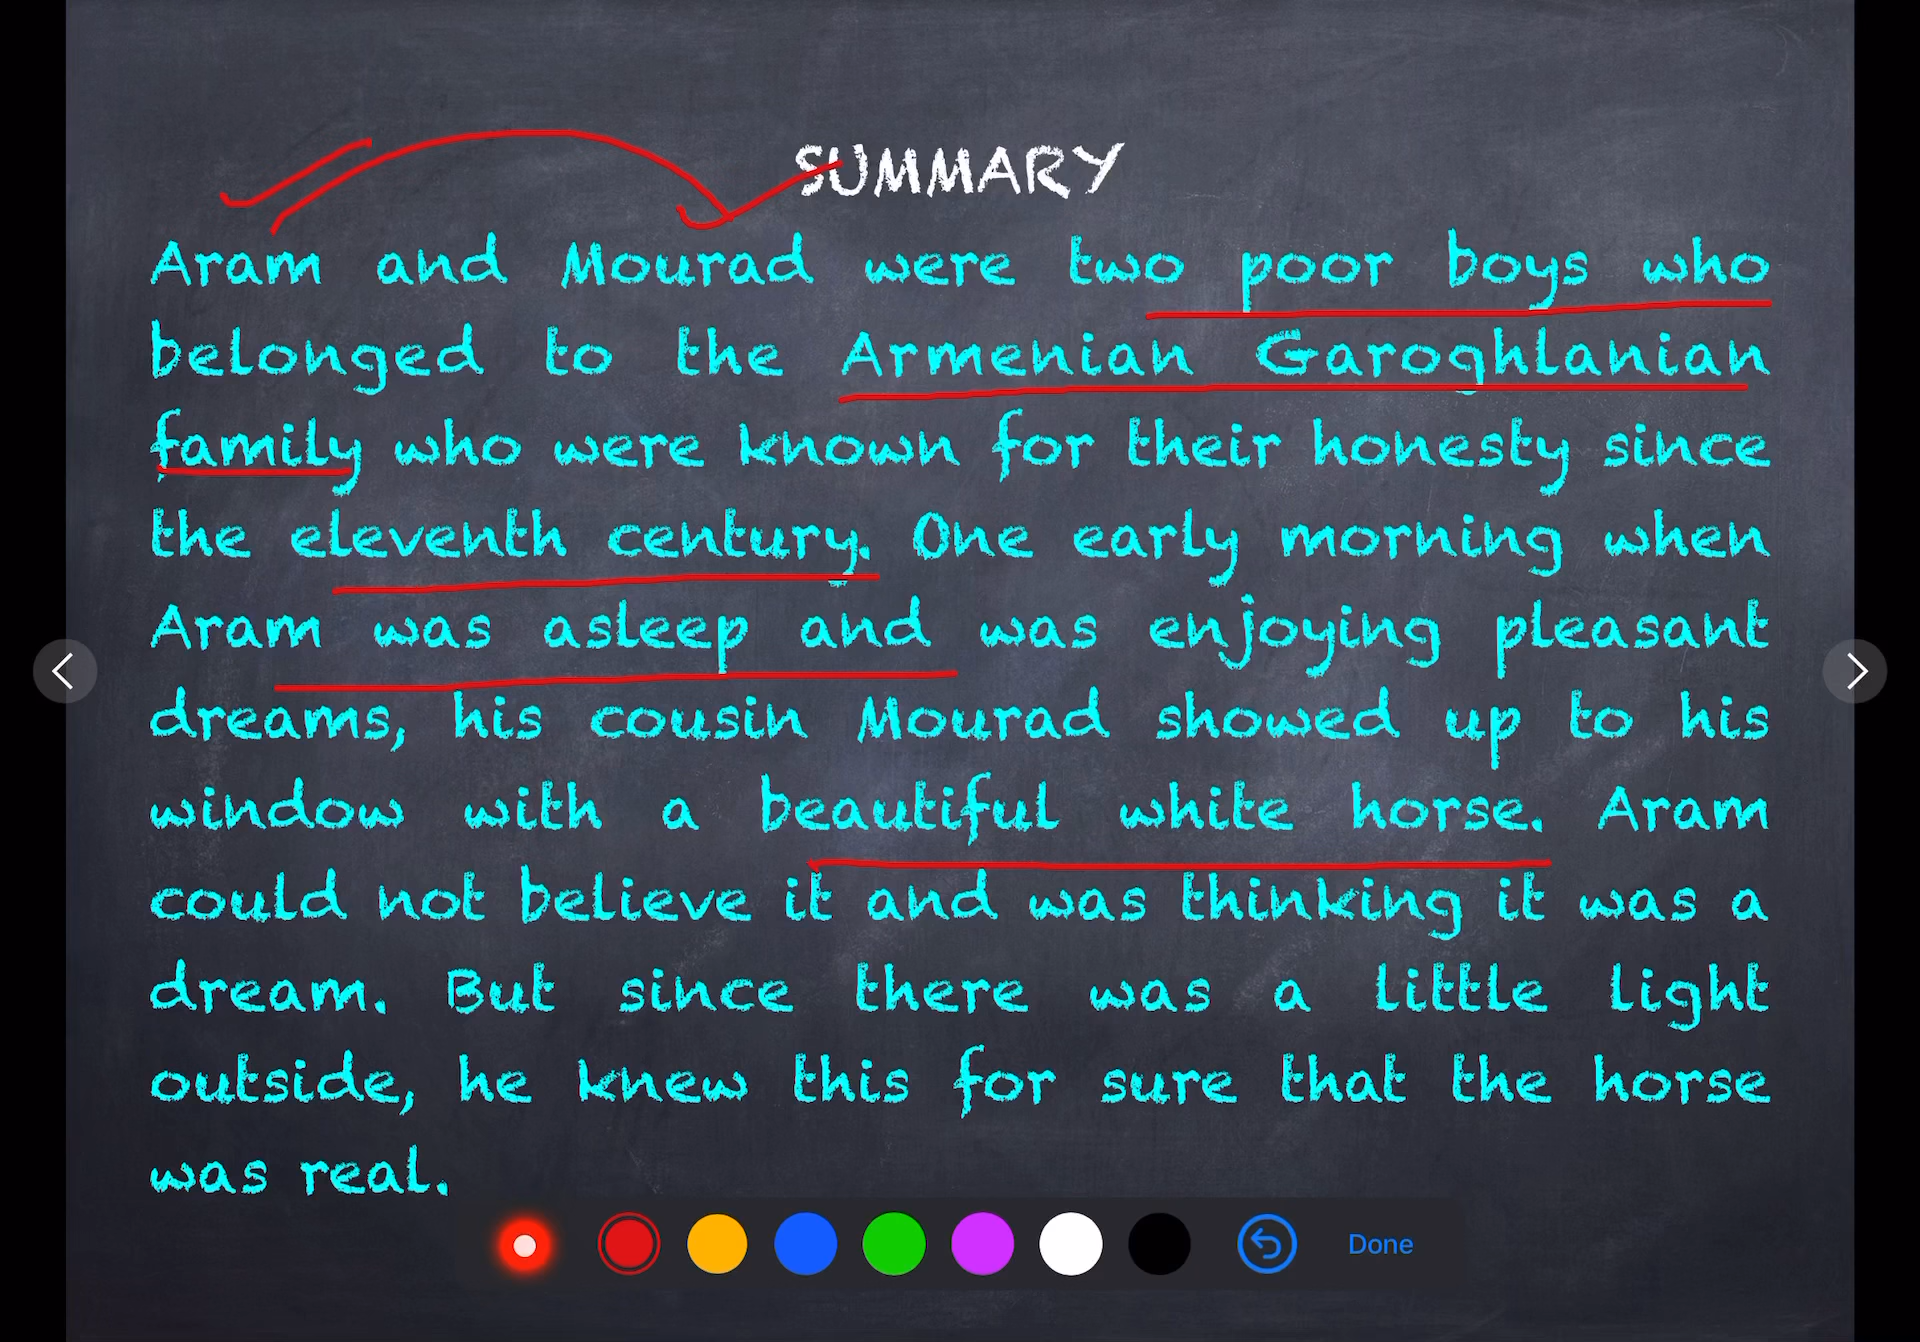 SUMMARY
Aram and Mourad were two poor boys who
belonged to the Armenian Garoghlanian
family who were known for their honesty since
the eleventh century. One early morning when
Aram was asleep and was enjoying pleasant
dreams, his cousin Mourad showed up to his
window with a beautiful white horse. Aram
could not believe it and was thinking it was a
dream. But since there was a little light
outside, he knew this for sure that the horse
was real.
Done